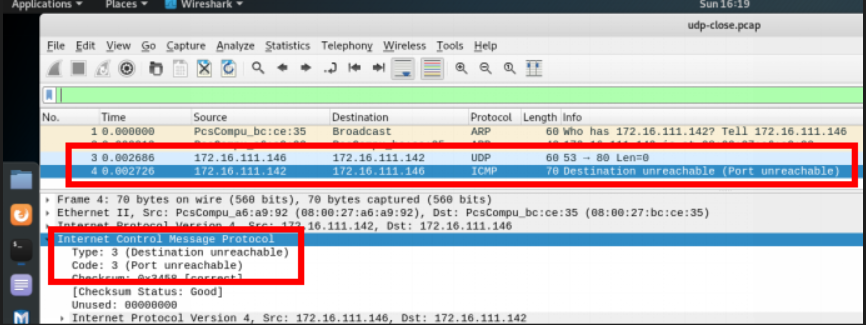 Applications Places Wireshark Sun 16:19
udp-close.pcap
File Edit View Go Capture Analyze Statistics Telephony Wireless Tools Help
No. Time Source Destination Protocol Length Info
1 0.000000 PcsCompu_bc:ce:35 Broadcast ARP 60 Who has 172.16.111.142? Tell 172.16.111.146
3 0.002686 172.16.111.146 172.16.111.142 UDP 60 53 → 80 Len=0
4 0.002726 172.16.111.142 172.16.111.146 ICMP 70 Destination unreachable (Port unreachable)
Frame 4: 70 bytes on wire (560 bits), 70 bytes captured (560 bits)
Ethernet II, Src: PcsCompu_a6:a9:92 (08:00:27:a6:a9:92), Dst: PcsCompu_bc:ce:35 (08:00:27:bc:ce:35)
Internet Protocol Version 4, Src: 172.16.111.142, Dst: 172.16.111.146
Internet Control Message Protocol
Type: 3 (Destination unreachable)
Code: 3 (Port unreachable)
Checksum: 0x3458 [correct]
[Checksum Status: Good]
Unused: 00000000
Internet Protocol Version 4, Src: 172.16.111.146, Dst: 172.16.111.142